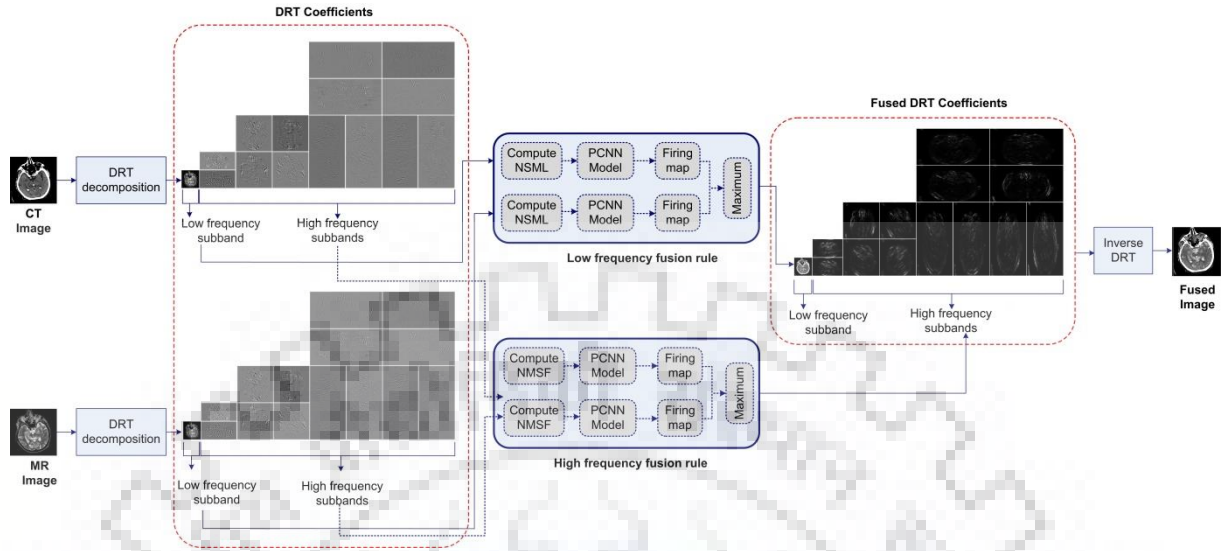 DRT Coefficients
CT
Image
DRT
decomposition
Low frequency
subband
High frequency
subbands
MR
Image
DRT
decomposition
Low frequency
subband
High frequency
subbands
Compute
NSML
PCNN
Model
Firing
map
Compute
NSML
PCNN
Model
Firing
map
Maximum
Low frequency fusion rule
Compute
NMSF
PCNN
Model
Firing
map
Compute
NMSF
PCNN
Model
Firing
map
Maximum
High frequency fusion rule
Fused DRT Coefficients
Low frequency
subband
High frequency
subbands
Inverse
DRT
Fused
Image